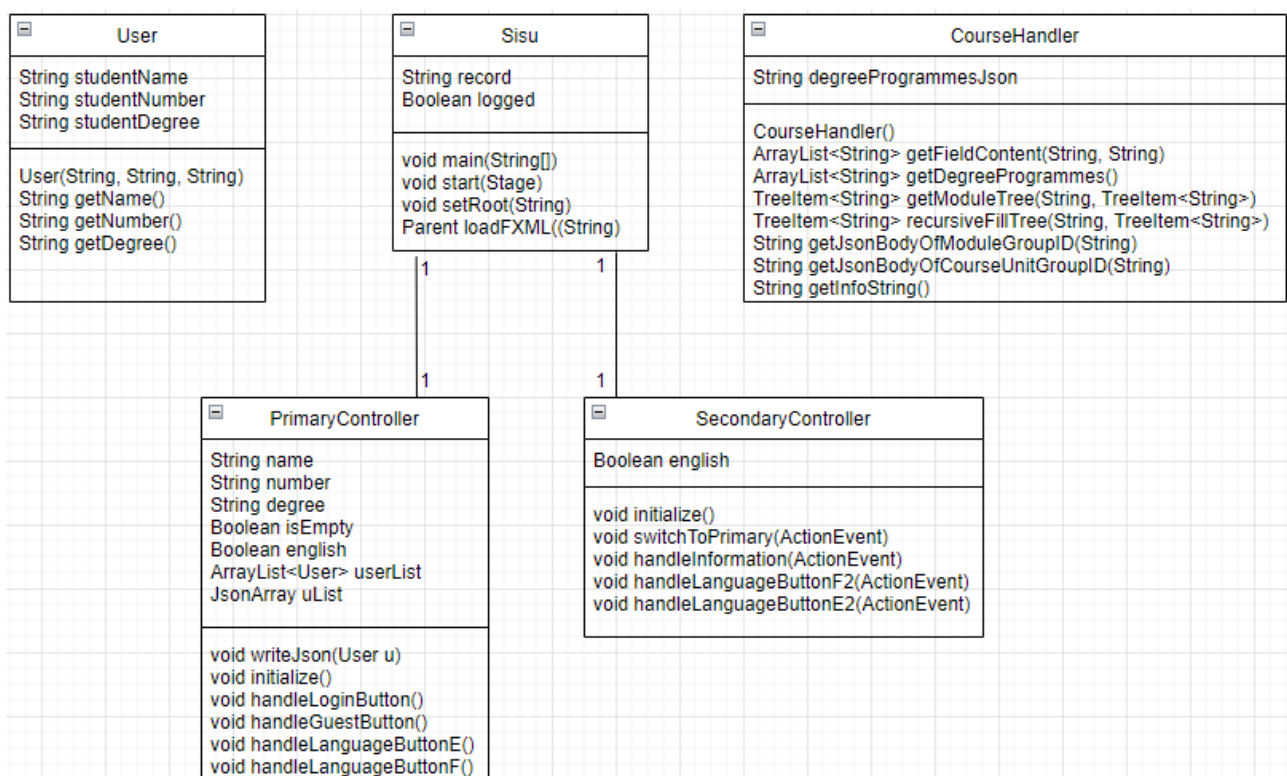 User
String studentName
String studentNumber
String studentDegree
User(String, String, String)
String getName()
String getNumber()
String getDegree()
Sisu
String record
Boolean logged
void main(String[])
void start(Stage)
void setRoot(String)
Parent loadFXML((String)
CourseHandler
String degreeProgrammesJson
CourseHandler()
ArrayList<String> getFieldContent(String, String)
ArrayList<String> getDegreeProgrammes()
TreeItem<String> getModuleTree(String, TreeItem<String>)
TreeItem<String> recursiveFillTree(String, TreeItem<String>)
String getJsonBodyOfModuleGroupID(String)
String getJsonBodyOfCourseUnitGroupID(String)
String getInfoString()
1
1
1
1
PrimaryController
String name
String number
String degree
Boolean isEmpty
Boolean english
ArrayList<User> userList
JsonArray uList
void writeJson(User u)
void initialize()
void handleLoginButton()
void handleGuestButton()
void handleLanguageButtonE()
void handleLanguageButtonF()
SecondaryController
Boolean english
void initialize()
void switchToPrimary(ActionEvent)
void handleInformation(ActionEvent)
void handleLanguageButtonF2(ActionEvent)
void handleLanguageButtonE2(ActionEvent)